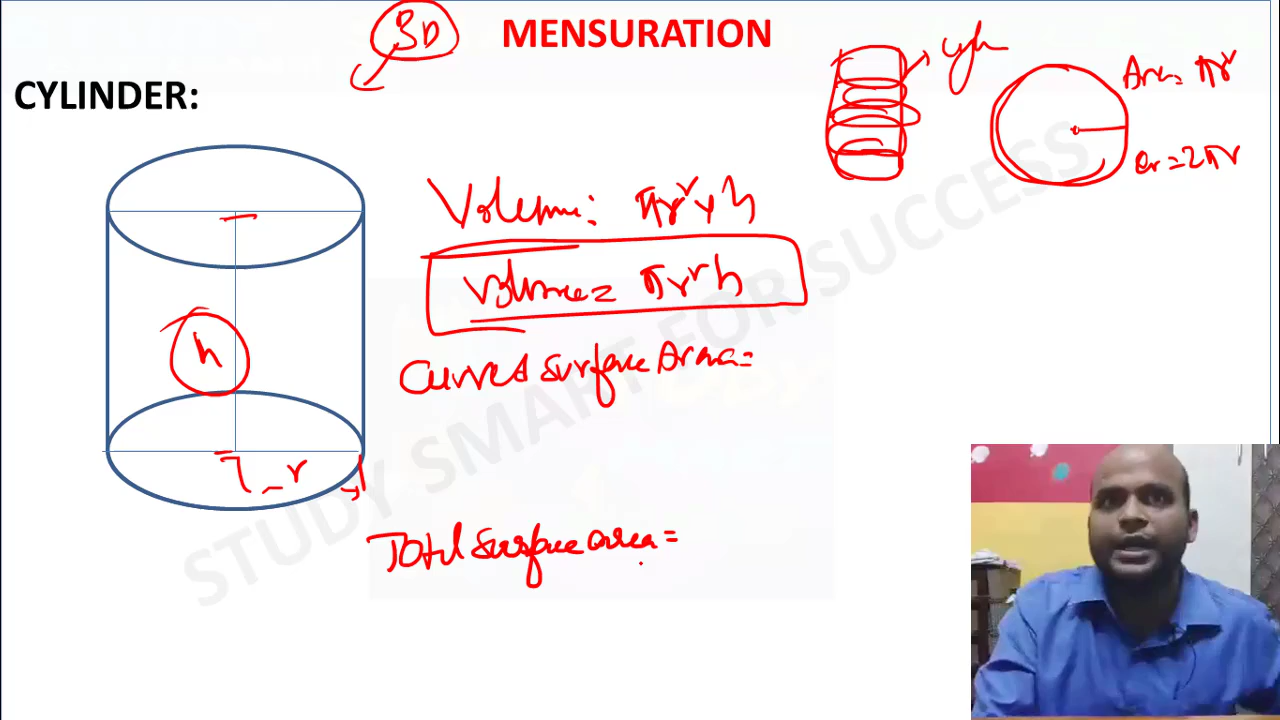 3D
MENSURATION
CYLINDER:
cyl
Area= πr²
Cr=2πr
Volume: πr²×h
Volume= πr²h
Curved Surface Area=
h
r
Total Surface area=
STUDY SMART FOR SUCCESS